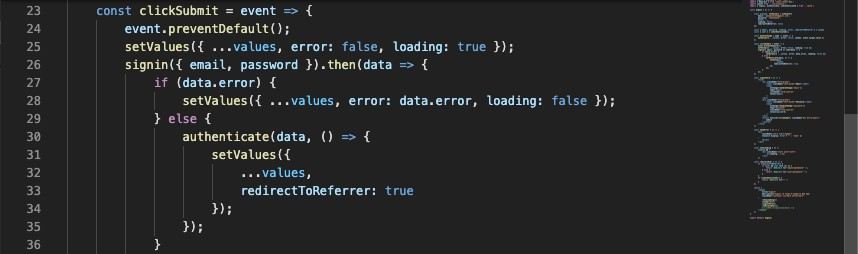 23 const clickSubmit = event => {
24 event.preventDefault();
25 setValues({ ...values, error: false, loading: true });
26 signin({ email, password }).then(data => {
27 if (data.error) {
28 setValues({ ...values, error: data.error, loading: false });
29 } else {
30 authenticate(data, () => {
31 setValues({
32 ...values,
33 redirectToReferrer: true
34 });
35 });
36 }